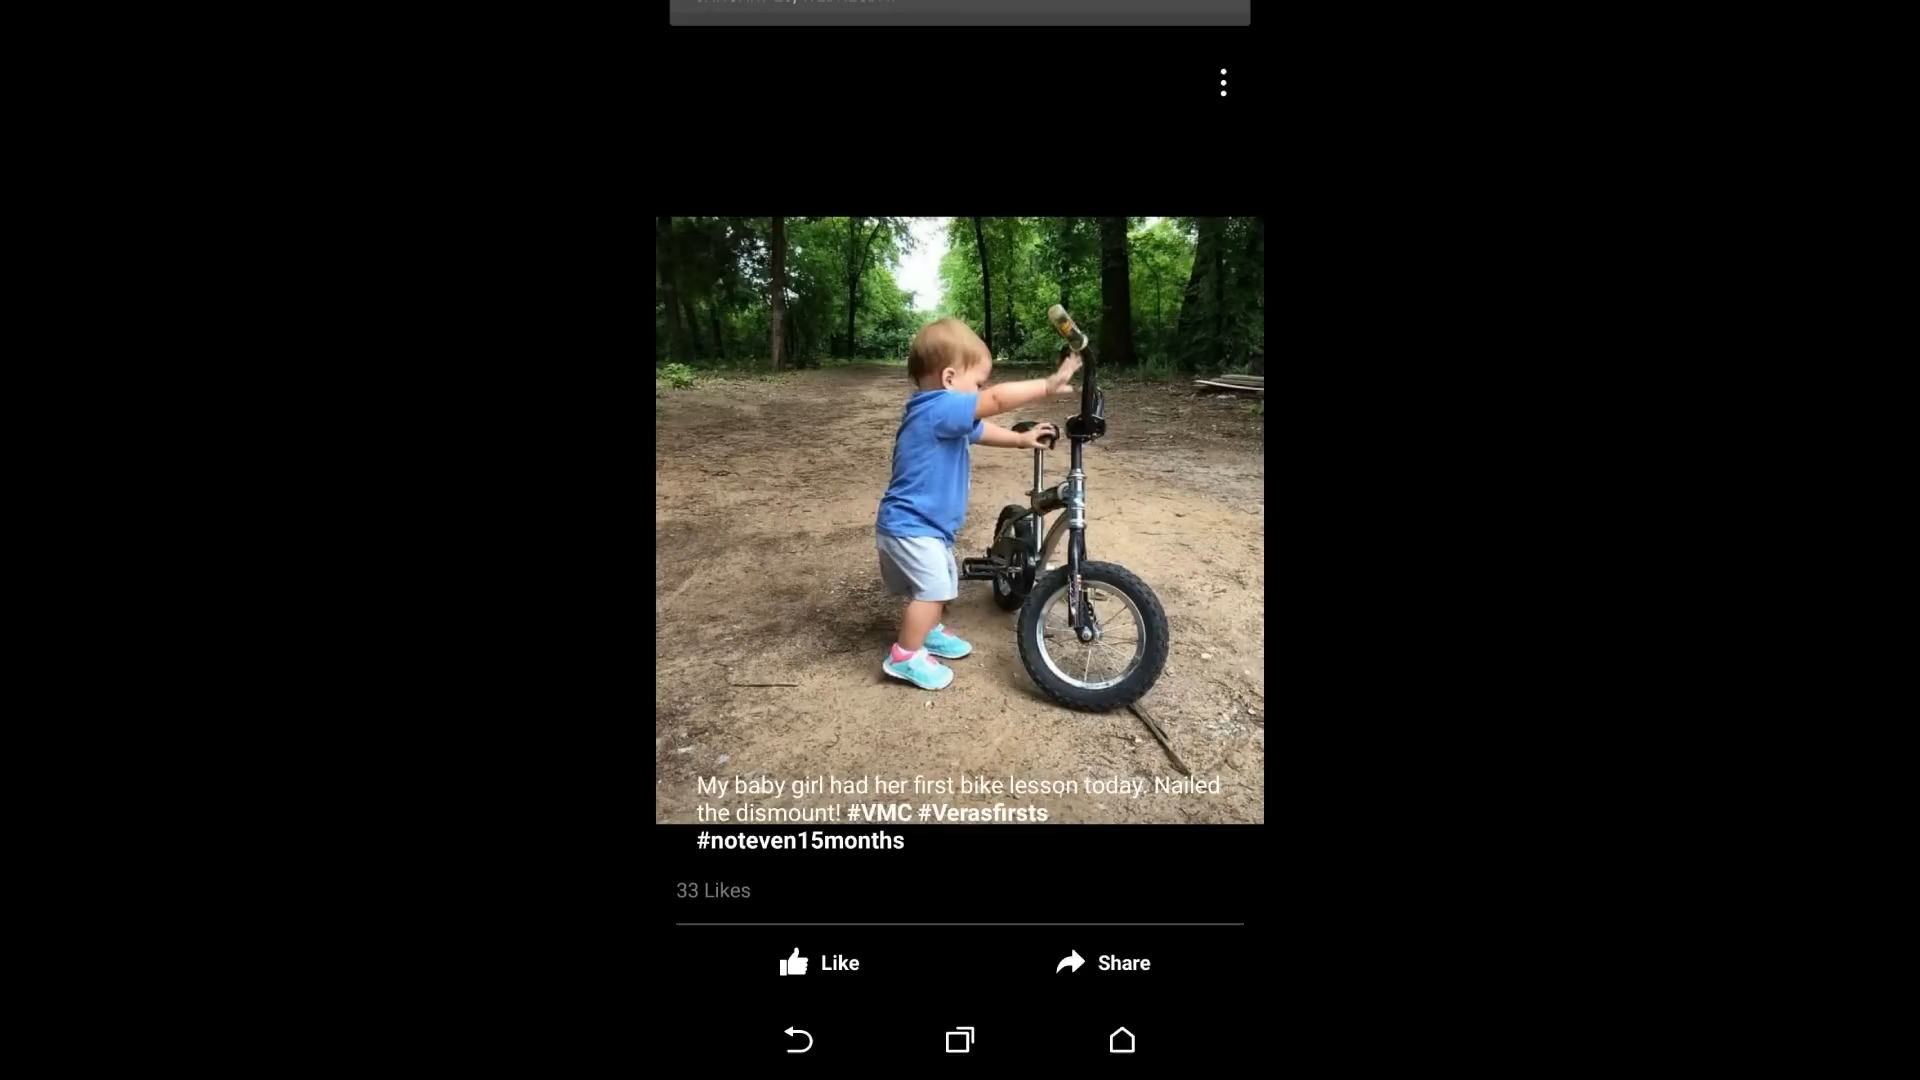 My baby girl had her first bike lesson today. Nailed
the dismount! #VMC #Verasfirsts
#noteven15months
33 Likes
Like
Share